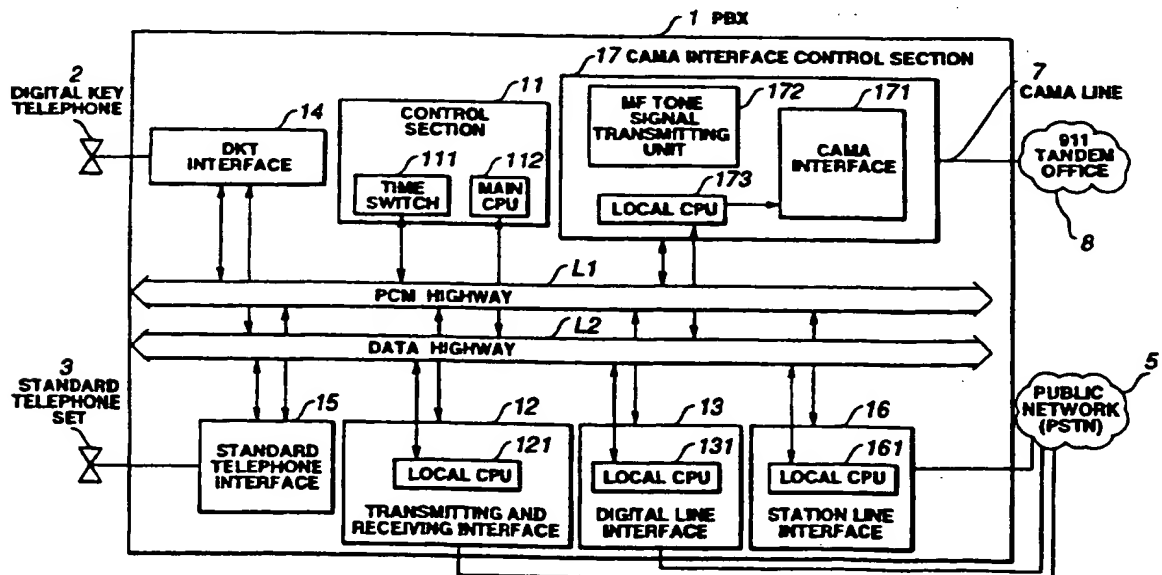 1 PBX
2
DIGITAL KEY
TELEPHONE
14
DKT
INTERFACE
11
CONTROL
SECTION
111
TIME
SWITCH
112
MAIN
CPU
17 CAMA INTERFACE CONTROL SECTION
172
MF TONE
SIGNAL
TRANSMITTING
UNIT
171
CAMA
INTERFACE
173
LOCAL CPU
7
CAMA LINE
911
TANDEM
OFFICE
8
L1
PCM HIGHWAY
L2
DATA HIGHWAY
3
STANDARD
TELEPHONE
SET
15
STANDARD
TELEPHONE
INTERFACE
12
121
LOCAL CPU
TRANSMITTING AND
RECEIVING INTERFACE
13
131
LOCAL CPU
DIGITAL LINE
INTERFACE
16
161
LOCAL CPU
STATION LINE
INTERFACE
5
PUBLIC
NETWORK
(PSTN)